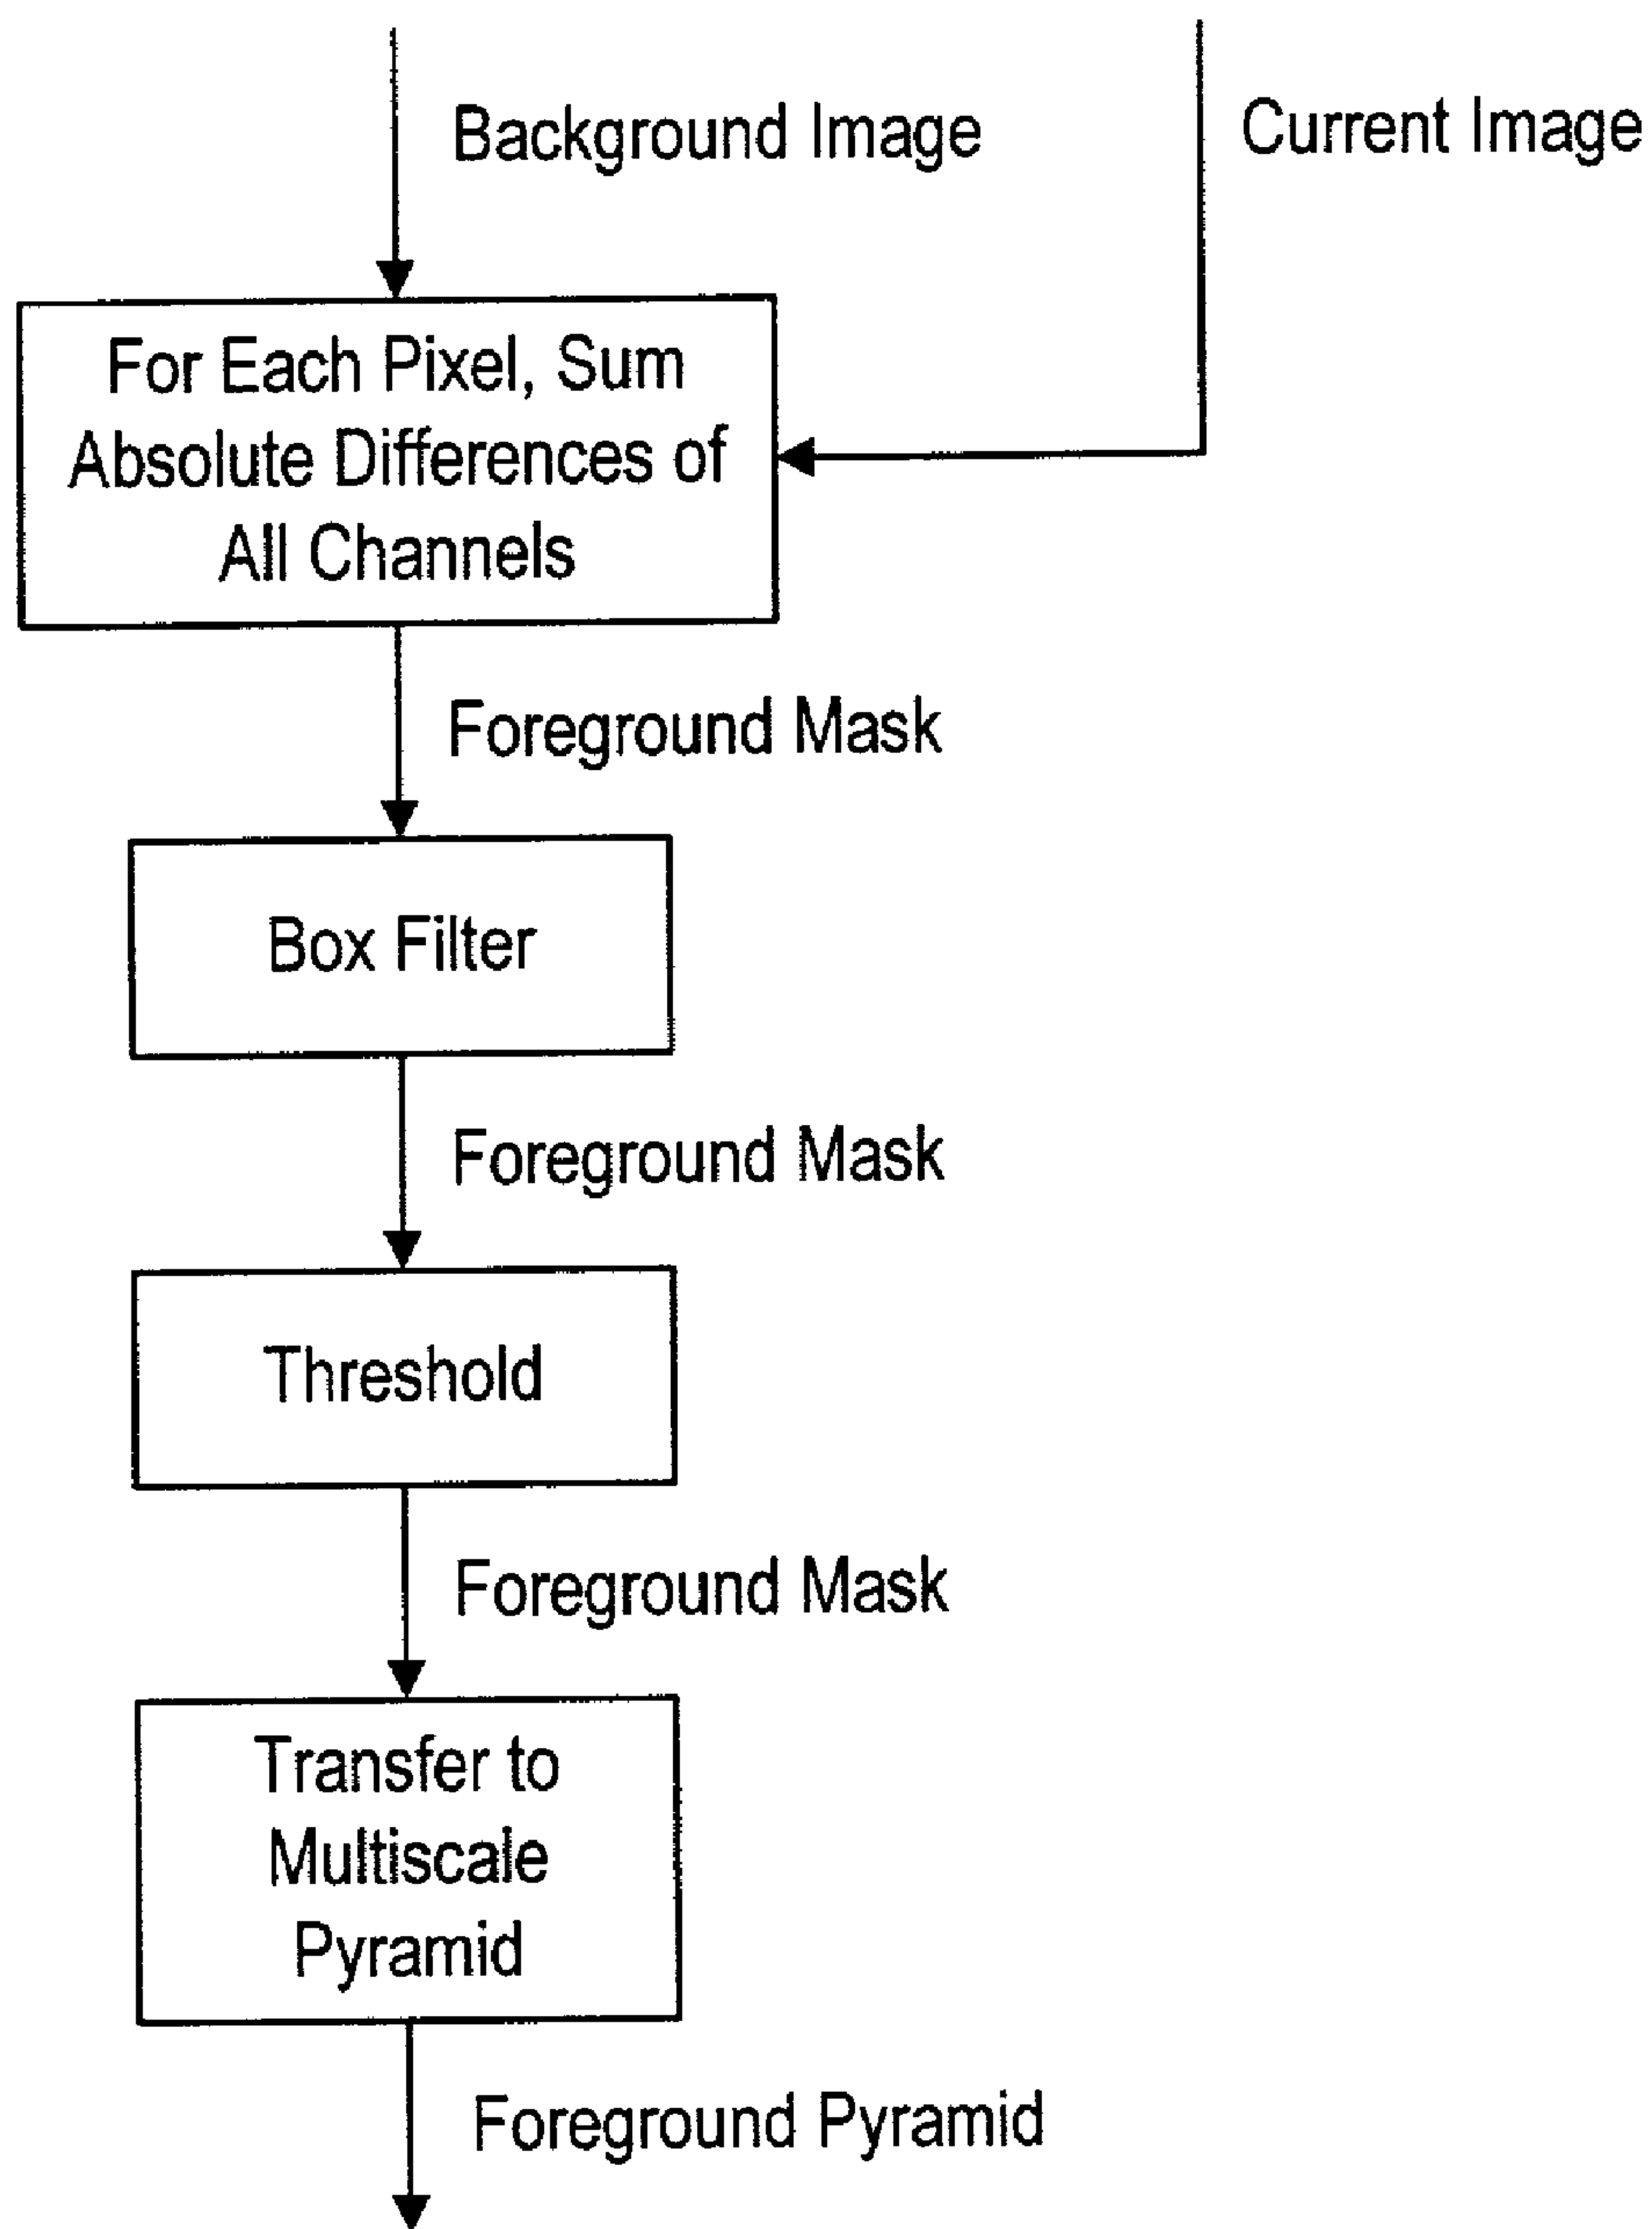 Background Image
Current Image
For Each Pixel, Sum
Absolute Differences of
All Channels
Foreground Mask
Box Filter
Foreground Mask
Threshold
Foreground Mask
Transfer to
Multiscale
Pyramid
Foreground Pyramid